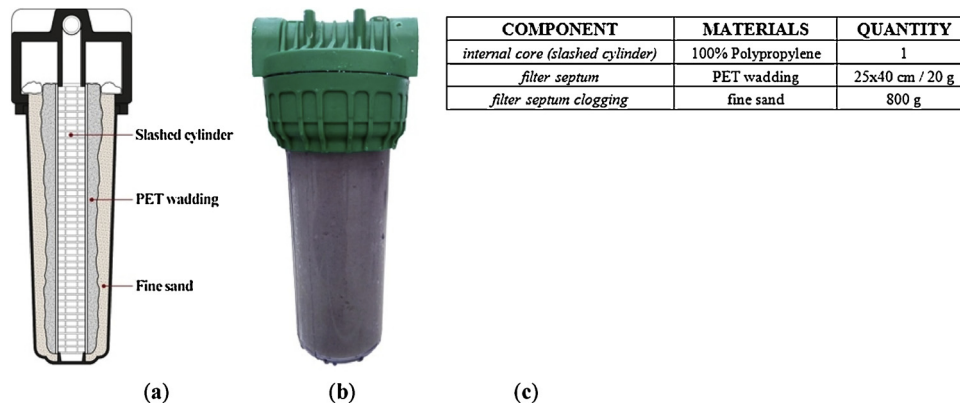 Slashed cylinder
PET wadding
Fine sand
COMPONENT MATERIALS QUANTITY
internal core (slashed cylinder) 100% Polypropylene 1
filter septum PET wadding 25x40 cm / 20 g
filter septum clogging fine sand 800 g
(a) (b) (c)